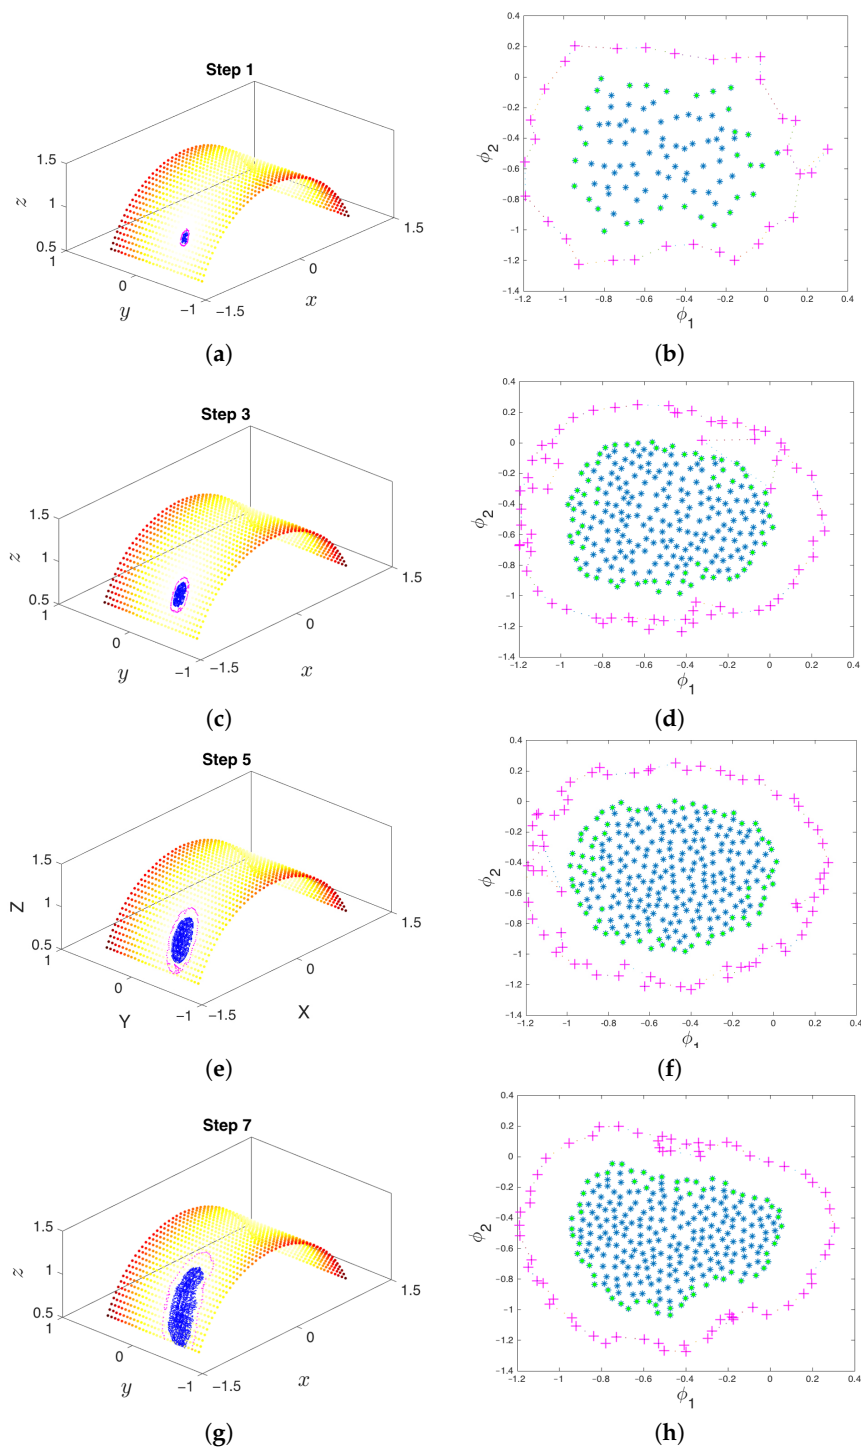 Step 1
1.5
1
0.5
z
1
0
−1
y
−1.5
0
1.5
x
(a)
0.4
0.2
0
−0.2
−0.4
−0.6
−0.8
−1
−1.2
−1.4
ϕ2
−1.2 −1 −0.8 −0.6 −0.4 −0.2 0 0.2 0.4
ϕ1
(b)
Step 3
1.5
1
0.5
z
1
0
−1
y
−1.5
0
1.5
x
(c)
0.4
0.2
0
−0.2
−0.4
−0.6
−0.8
−1
−1.2
−1.4
ϕ2
−1.2 −1 −0.8 −0.6 −0.4 −0.2 0 0.2 0.4
ϕ1
(d)
Step 5
1.5
1
0.5
Z
1
0
−1
Y
−1.5
0
1.5
X
(e)
0.4
0.2
0
−0.2
−0.4
−0.6
−0.8
−1
−1.2
−1.4
ϕ2
−1.2 −1 −0.8 −0.6 −0.4 −0.2 0 0.2 0.4
ϕ1
(f)
Step 7
1.5
1
0.5
z
1
0
−1
y
−1.5
0
1.5
x
(g)
0.4
0.2
0
−0.2
−0.4
−0.6
−0.8
−1
−1.2
−1.4
ϕ2
−1.2 −1 −0.8 −0.6 −0.4 −0.2 0 0.2 0.4
ϕ1
(h)